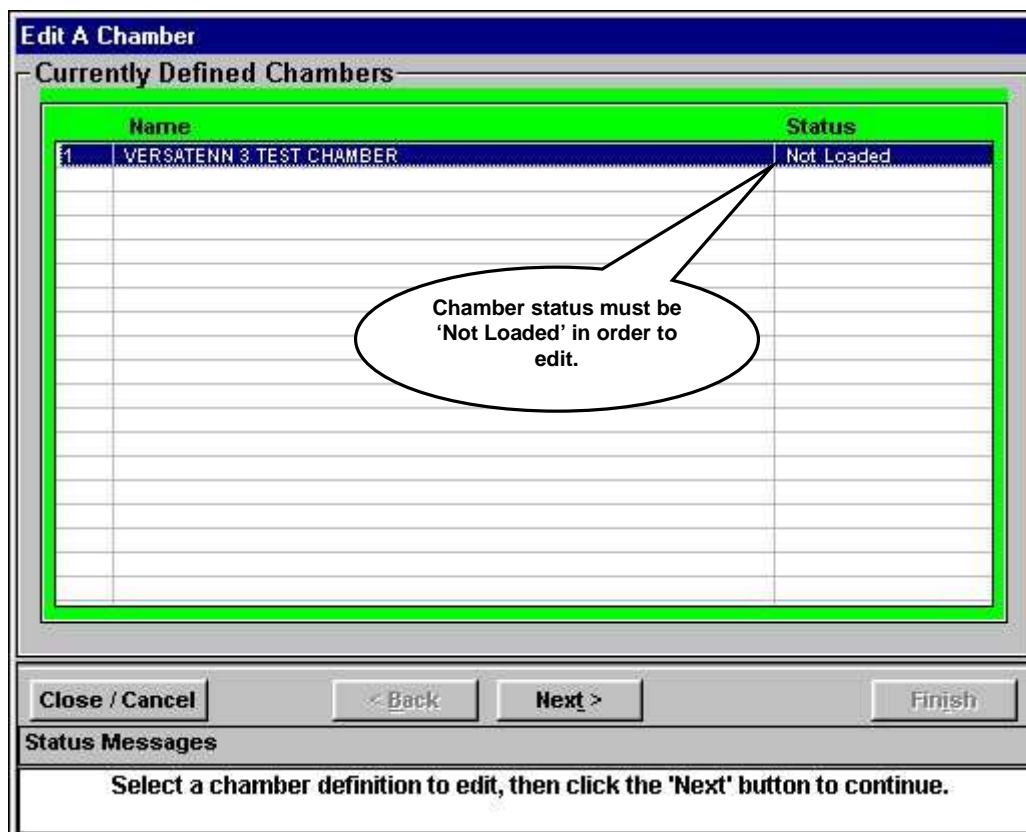 Edit A Chamber
Currently Defined Chambers
Name Status
1 VERSATENN 3 TEST CHAMBER Not Loaded
Chamber status must be
‘Not Loaded’ in order to
edit.
Close / Cancel < Back Next > Finish
Status Messages
Select a chamber definition to edit, then click the 'Next' button to continue.